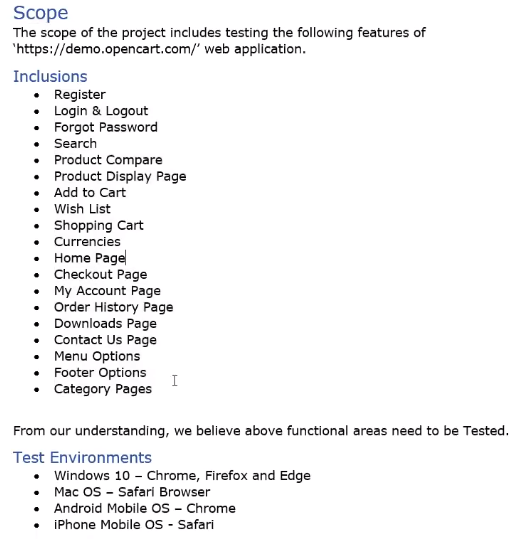 Scope
The scope of the project includes testing the following features of
‘https://demo.opencart.com/’ web application.
Inclusions
• Register
• Login & Logout
• Forgot Password
• Search
• Product Compare
• Product Display Page
• Add to Cart
• Wish List
• Shopping Cart
• Currencies
• Home Page
• Checkout Page
• My Account Page
• Order History Page
• Downloads Page
• Contact Us Page
• Menu Options
• Footer Options
• Category Pages
From our understanding, we believe above functional areas need to be Tested.
Test Environments
• Windows 10 – Chrome, Firefox and Edge
• Mac OS – Safari Browser
• Android Mobile OS – Chrome
• iPhone Mobile OS - Safari